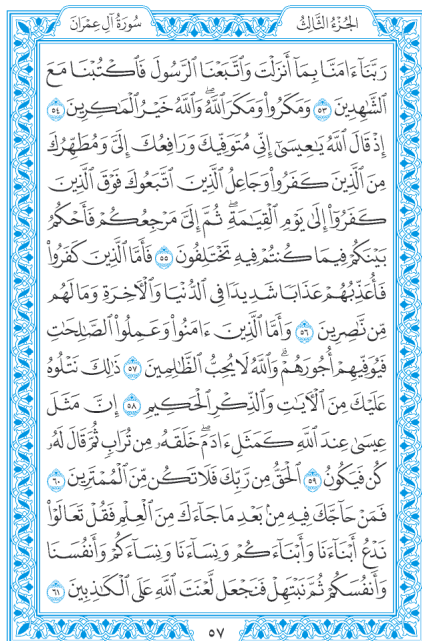 الجُزْءُ الثَّالِثُ
سُورَةُ آلِ عِمْرَانَ
رَبَّنَآ ءَامَنَّا بِمَآ أَنزَلْتَ وَٱتَّبَعْنَا ٱلرَّسُولَ فَٱكْتُبْنَا مَعَ
ٱلشَّٰهِدِينَ ٥٣ وَمَكَرُوا۟ وَمَكَرَ ٱللَّهُ ۖ وَٱللَّهُ خَيْرُ ٱلْمَٰكِرِينَ ٥٤
إِذْ قَالَ ٱللَّهُ يَٰعِيسَىٰٓ إِنِّى مُتَوَفِّيكَ وَرَافِعُكَ إِلَىَّ وَمُطَهِّرُكَ
مِنَ ٱلَّذِينَ كَفَرُوا۟ وَجَاعِلُ ٱلَّذِينَ ٱتَّبَعُوكَ فَوْقَ ٱلَّذِينَ
كَفَرُوٓا۟ إِلَىٰ يَوْمِ ٱلْقِيَٰمَةِ ۖ ثُمَّ إِلَىَّ مَرْجِعُكُمْ فَأَحْكُمُ
بَيْنَكُمْ فِيمَا كُنتُمْ فِيهِ تَخْتَلِفُونَ ٥٥ فَأَمَّا ٱلَّذِينَ كَفَرُوا۟
فَأُعَذِّبُهُمْ عَذَابًا شَدِيدًا فِى ٱلدُّنْيَا وَٱلْءَاخِرَةِ وَمَا لَهُم
مِّن نَّٰصِرِينَ ٥٦ وَأَمَّا ٱلَّذِينَ ءَامَنُوا۟ وَعَمِلُوا۟ ٱلصَّٰلِحَٰتِ
فَيُوَفِّيهِمْ أُجُورَهُمْ ۗ وَٱللَّهُ لَا يُحِبُّ ٱلظَّٰلِمِينَ ٥٧ ذَٰلِكَ نَتْلُوهُ
عَلَيْكَ مِنَ ٱلْءَايَٰتِ وَٱلذِّكْرِ ٱلْحَكِيمِ ٥٨ إِنَّ مَثَلَ
عِيسَىٰ عِندَ ٱللَّهِ كَمَثَلِ ءَادَمَ ۖ خَلَقَهُۥ مِن تُرَابٍ ثُمَّ قَالَ لَهُۥ
كُن فَيَكُونُ ٥٩ ٱلْحَقُّ مِن رَّبِّكَ فَلَا تَكُن مِّنَ ٱلْمُمْتَرِينَ ٦٠
فَمَنْ حَآجَّكَ فِيهِ مِنۢ بَعْدِ مَا جَآءَكَ مِنَ ٱلْعِلْمِ فَقُلْ تَعَالَوْا۟
نَدْعُ أَبْنَآءَنَا وَأَبْنَآءَكُمْ وَنِسَآءَنَا وَنِسَآءَكُمْ وَأَنفُسَنَا
وَأَنفُسَكُمْ ثُمَّ نَبْتَهِلْ فَنَجْعَل لَّعْنَتَ ٱللَّهِ عَلَى ٱلْكَٰذِبِينَ ٦١
٥٧